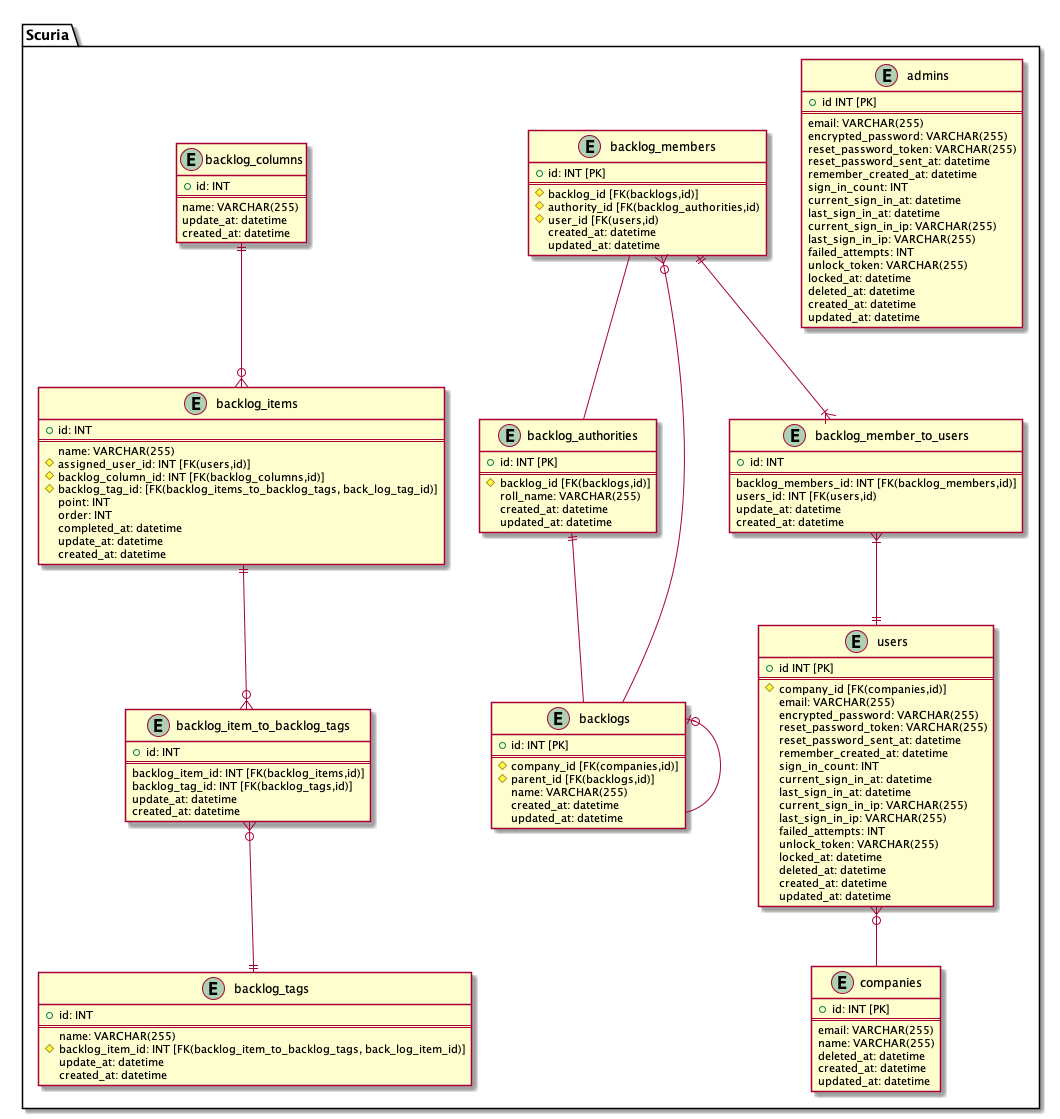 Scuria
E admins
id INT [PK]
email: VARCHAR(255)
encrypted_password: VARCHAR(255)
reset_password_token: VARCHAR(255)
reset_password_sent_at: datetime
remember_created_at: datetime
sign_in_count: INT
current_sign_in_at: datetime
last_sign_in_at: datetime
current_sign_in_ip: VARCHAR(255)
last_sign_in_ip: VARCHAR(255)
failed_attempts: INT
unlock_token: VARCHAR(255)
locked_at: datetime
deleted_at: datetime
created_at: datetime
updated_at: datetime
E backlog_members
id: INT [PK]
backlog_id [FK(backlogs,id)]
authority_id [FK(backlog_authorities,id)
user_id [FK(users,id)
created_at: datetime
updated_at: datetime
E backlog_columns
id: INT
name: VARCHAR(255)
update_at: datetime
created_at: datetime
E backlog_items
id: INT
name: VARCHAR(255)
assigned_user_id: INT [FK(users,id)]
backlog_column_id: INT [FK(backlog_columns,id)]
backlog_tag_id: [FK(backlog_items_to_backlog_tags, back_log_tag_id)]
point: INT
order: INT
completed_at: datetime
update_at: datetime
created_at: datetime
E backlog_authorities
id: INT [PK]
backlog_id [FK(backlogs,id)]
roll_name: VARCHAR(255)
created_at: datetime
updated_at: datetime
E backlog_member_to_users
id: INT
backlog_members_id: INT [FK(backlog_members,id)]
users_id: INT [FK(users,id)
update_at: datetime
created_at: datetime
E users
id INT [PK]
company_id [FK(companies,id)]
email: VARCHAR(255)
encrypted_password: VARCHAR(255)
reset_password_token: VARCHAR(255)
reset_password_sent_at: datetime
remember_created_at: datetime
sign_in_count: INT
current_sign_in_at: datetime
last_sign_in_at: datetime
current_sign_in_ip: VARCHAR(255)
last_sign_in_ip: VARCHAR(255)
failed_attempts: INT
unlock_token: VARCHAR(255)
locked_at: datetime
deleted_at: datetime
created_at: datetime
updated_at: datetime
E backlog_item_to_backlog_tags
id: INT
backlog_item_id: INT [FK(backlog_items,id)]
backlog_tag_id: INT [FK(backlog_tags,id)]
update_at: datetime
created_at: datetime
E backlogs
id: INT [PK]
company_id [FK(companies,id)]
parent_id [FK(backlogs,id)]
name: VARCHAR(255)
created_at: datetime
updated_at: datetime
E backlog_tags
id: INT
name: VARCHAR(255)
backlog_item_id: INT [FK(backlog_item_to_backlog_tags, back_log_item_id)]
update_at: datetime
created_at: datetime
E companies
id: INT [PK]
email: VARCHAR(255)
name: VARCHAR(255)
deleted_at: datetime
created_at: datetime
updated_at: datetime